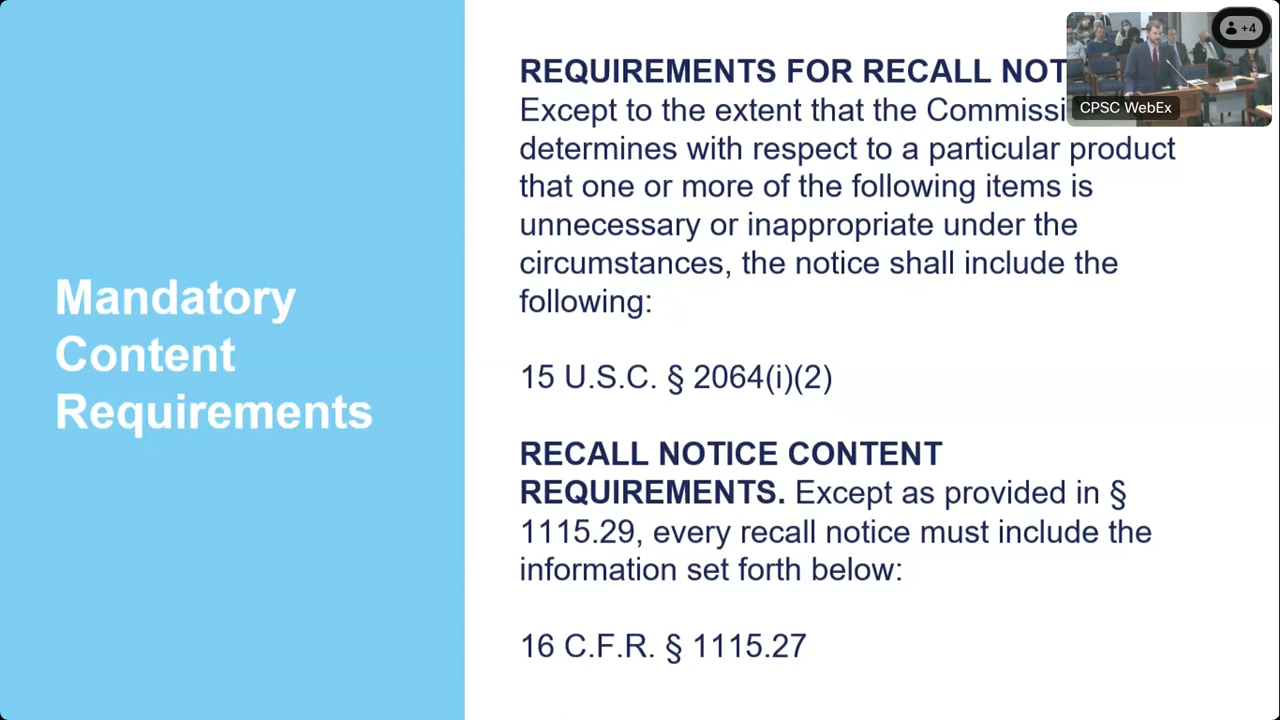 Mandatory
Content
Requirements
REQUIREMENTS FOR RECALL
Except to the extent that the
determines with respect to a particular product
that one or more of the following items is
unnecessary or inappropriate under the
circumstances, the notice shall include the
following:
15 U.S.C. § 2064(i)(2)
RECALL NOTICE CONTENT
REQUIREMENTS. Except as provided in §
1115.29, every recall notice must include the
information set forth below:
16 C.F.R. § 1115.27
+4
CPSC WebEx